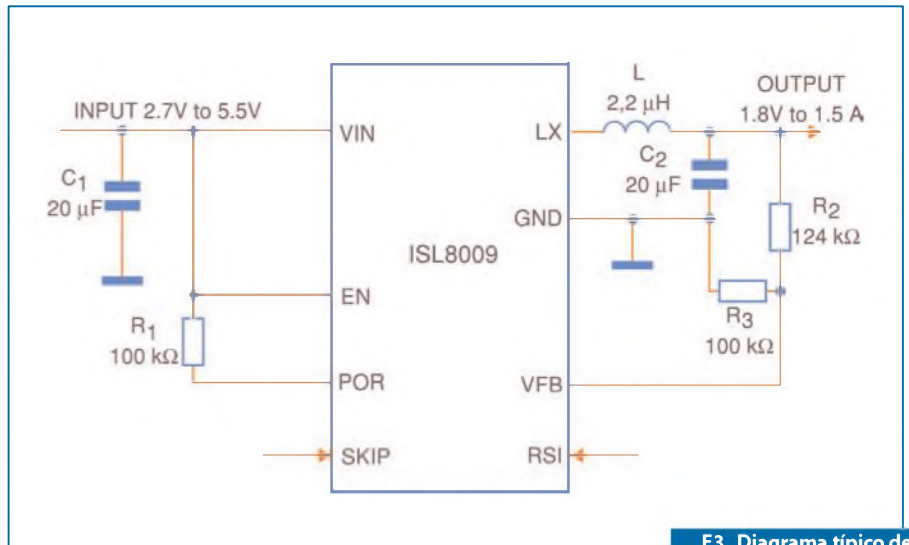 INPUT 2.7V to 5.5V
C1
20 µF
R1
100 kΩ
VIN
EN
POR
SKIP
ISL8009
LX
GND
VFB
RSI
L
2,2 µH
C2
20 µF
OUTPUT
1.8V to 1.5 A
R2
124 kΩ
R3
100 kΩ
F3 Diagrama típico de